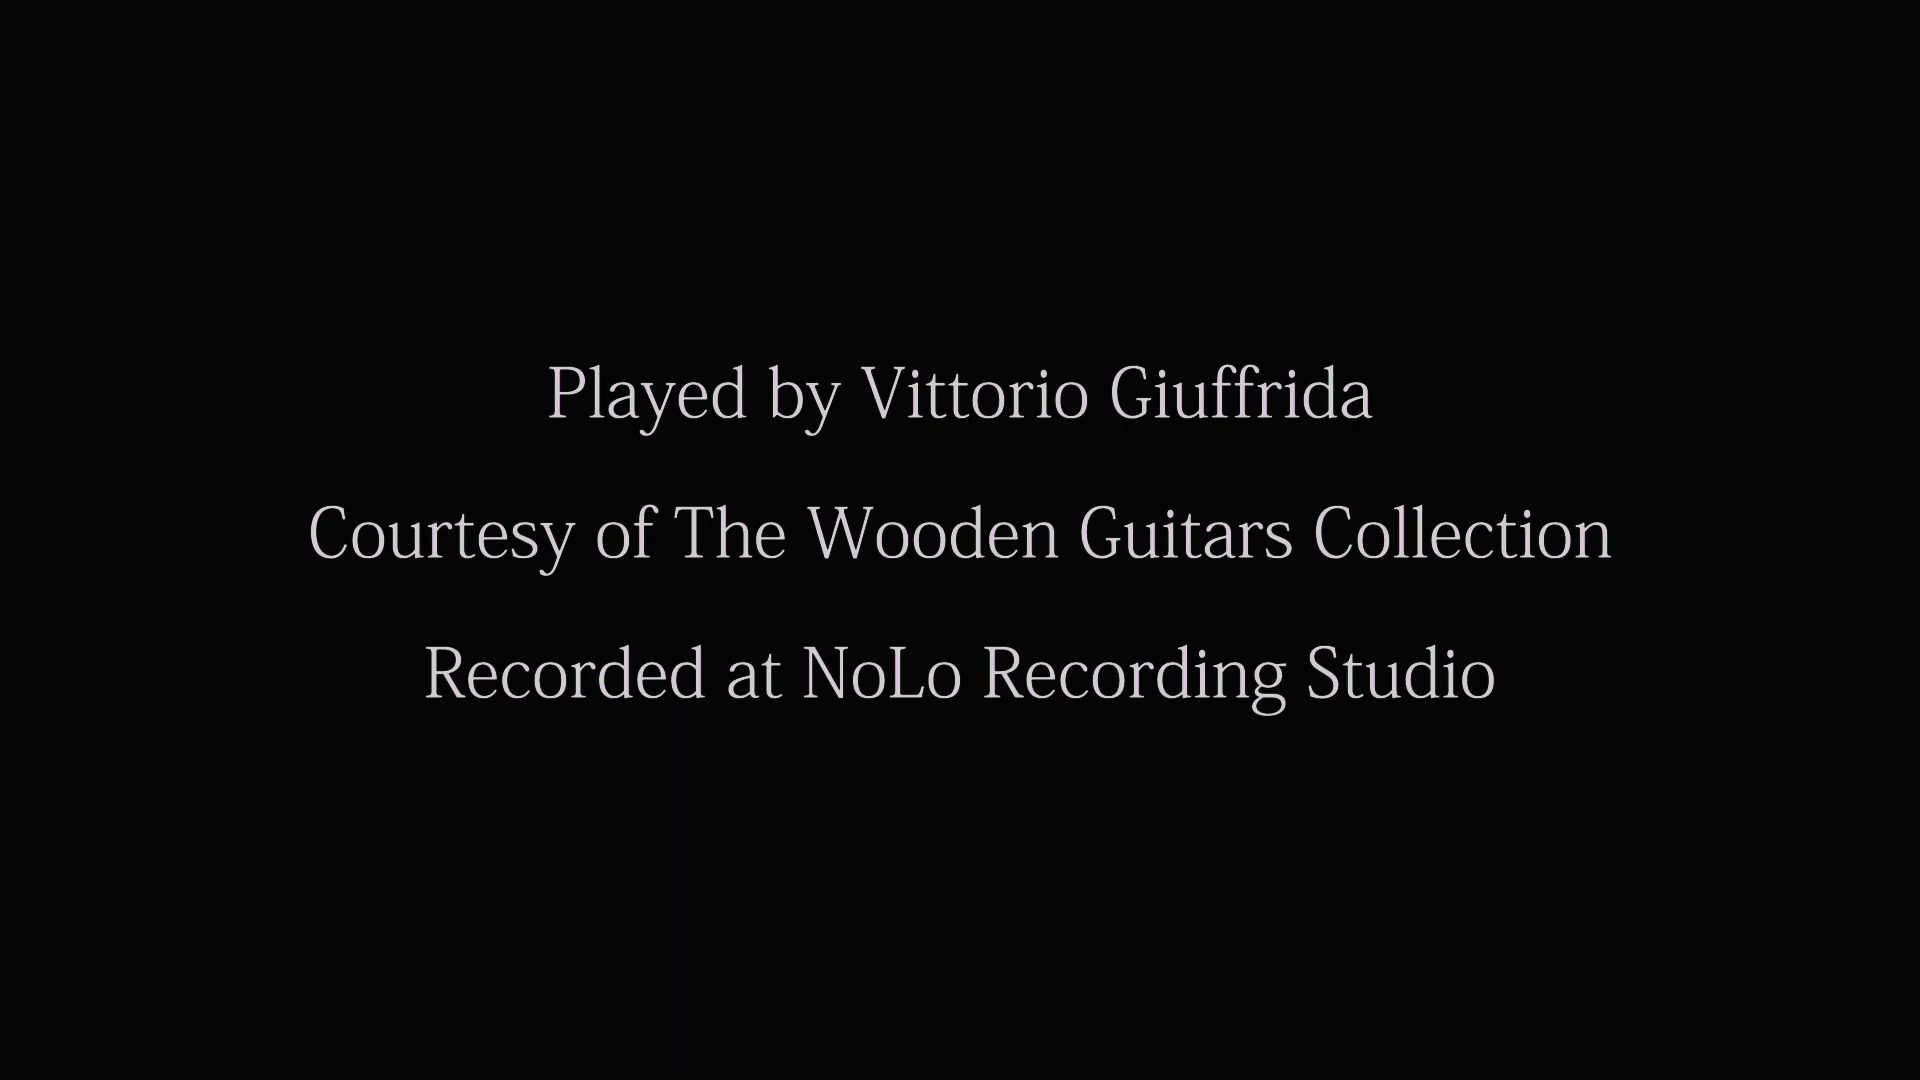 Played by Vittorio Giuffrida
Courtesy of The Wooden Guitars Collection
Recorded at NoLo Recording Studio